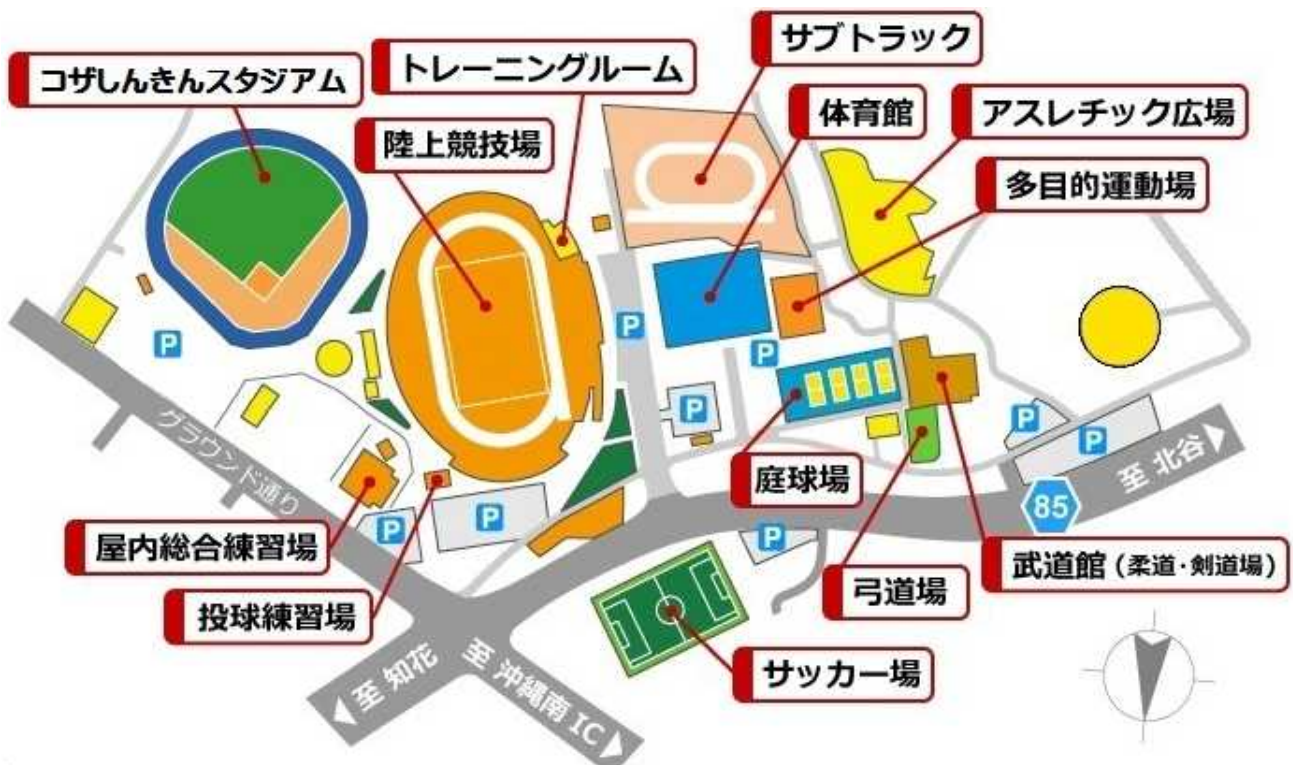 サブトラック
トレーニングルーム
コザしんきんスタジアム
体育館
アスレチック広場
陸上競技場
多目的運動場
P
P
P
P
P
P
グラウンド通り
庭球場
至 北谷
85
P
P
P
屋内総合練習場
武道館 (柔道・剣道場)
弓道場
投球練習場
サッカー場
至 知花
至 沖縄南 IC